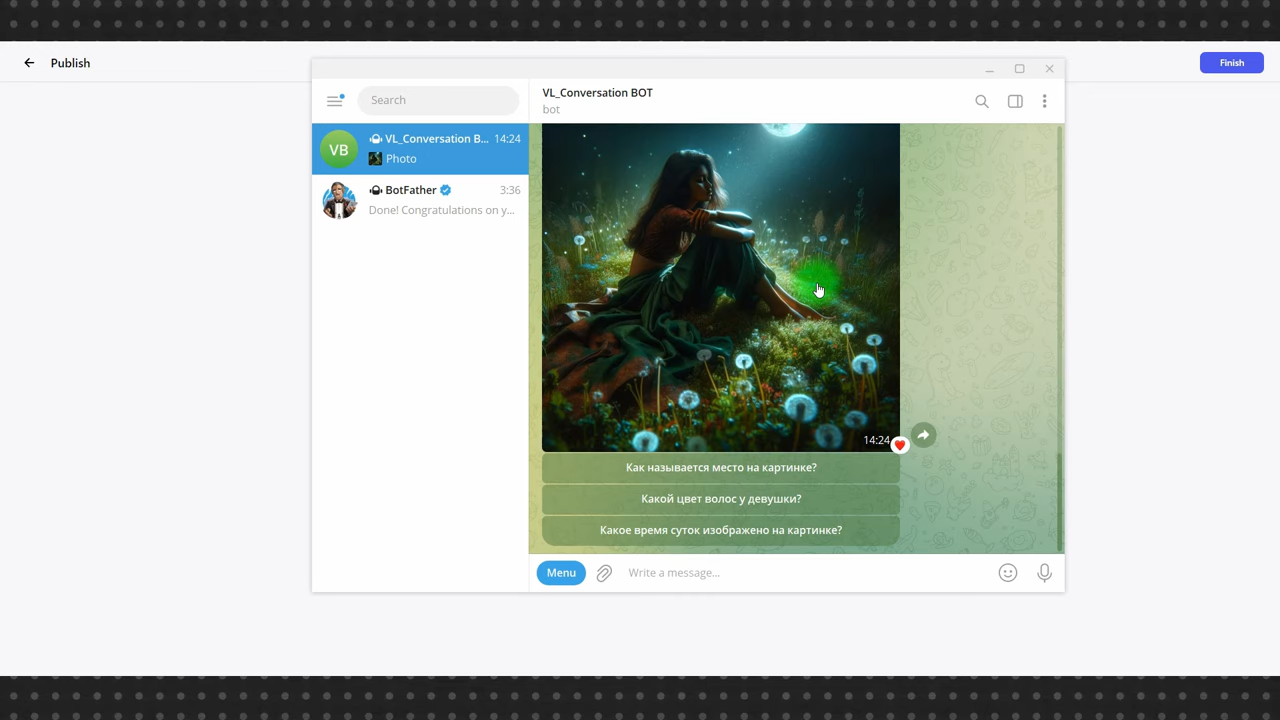 Publish
Finish
Search
VL_Conversation BOT
bot
VB
VL_Conversation B... 14:24
Photo
BotFather 3:36
Done! Congratulations on y...
14:24
Как называется место на картинке?
Какой цвет волос у девушки?
Какое время суток изображено на картинке?
Menu
Write a message...